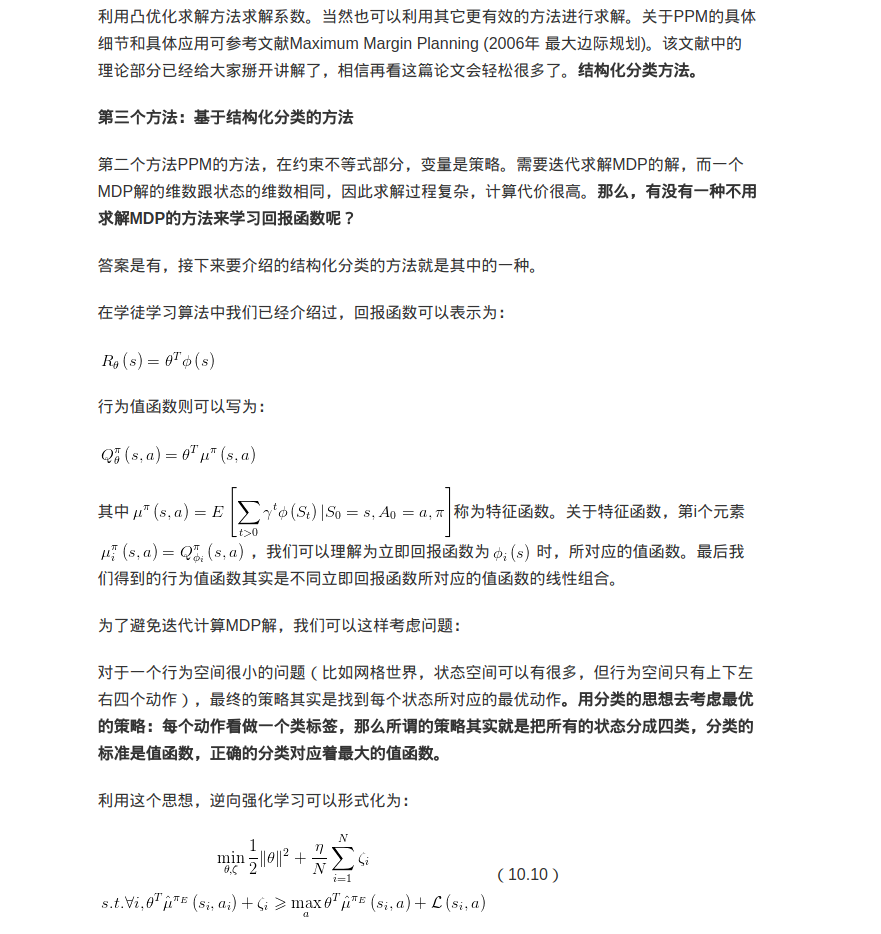 利用凸优化求解方法求解系数。当然也可以利用其它更有效的方法进行求解。关于PPM的具体
细节和具体应用可参考文献Maximum Margin Planning (2006年 最大边际规划)。该文献中的
理论部分已经给大家掰开讲解了，相信再看这篇论文会轻松很多了。结构化分类方法。
第三个方法：基于结构化分类的方法
第二个方法PPM的方法，在约束不等式部分，变量是策略。需要迭代求解MDP的解，而一个
MDP解的维数跟状态的维数相同，因此求解过程复杂，计算代价很高。那么，有没有一种不用
求解MDP的方法来学习回报函数呢？
答案是有，接下来要介绍的结构化分类的方法就是其中的一种。
在学徒学习算法中我们已经介绍过，回报函数可以表示为：
$R_{\theta}(s)=\theta^{T}\phi(s)$
行为值函数则可以写为：
$Q_{\theta}^{\pi}(s,a)=\theta^{T}\mu^{\pi}(s,a)$
其中 $\mu^{\pi}(s,a)=E\left[\sum_{t>0}\gamma^{t}\phi(S_{t})|S_{0}=s,A_{0}=a,\pi\right]$ 称为特征函数。关于特征函数，第i个元素
$\mu_{i}^{\pi}(s,a)=Q_{\phi_{i}}^{\pi}(s,a)$ ，我们可以理解为立即回报函数为 $\phi_{i}(s)$ 时，所对应的值函数。最后我
们得到的行为值函数其实是不同立即回报函数所对应的值函数的线性组合。
为了避免迭代计算MDP解，我们可以这样考虑问题：
对于一个行为空间很小的问题（比如网格世界，状态空间可以有很多，但行为空间只有上下左
右四个动作），最终的策略其实是找到每个状态所对应的最优动作。用分类的思想去考虑最优
的策略：每个动作看做一个类标签，那么所谓的策略其实就是把所有的状态分成四类，分类的
标准是值函数，正确的分类对应着最大的值函数。
利用这个思想，逆向强化学习可以形式化为：
$\min_{\theta,\zeta}\frac{1}{2}\|\theta\|^{2}+\frac{\eta}{N}\sum_{i=1}^{N}\zeta_{i}$
$s.t.\forall i,\theta^{T}\hat{\mu}^{\pi_{E}}(s_{i},a_{i})+\zeta_{i}\geqslant\max_{a}\theta^{T}\hat{\mu}^{\pi_{E}}(s_{i},a)+\mathcal{L}(s_{i},a)$ （10.10）